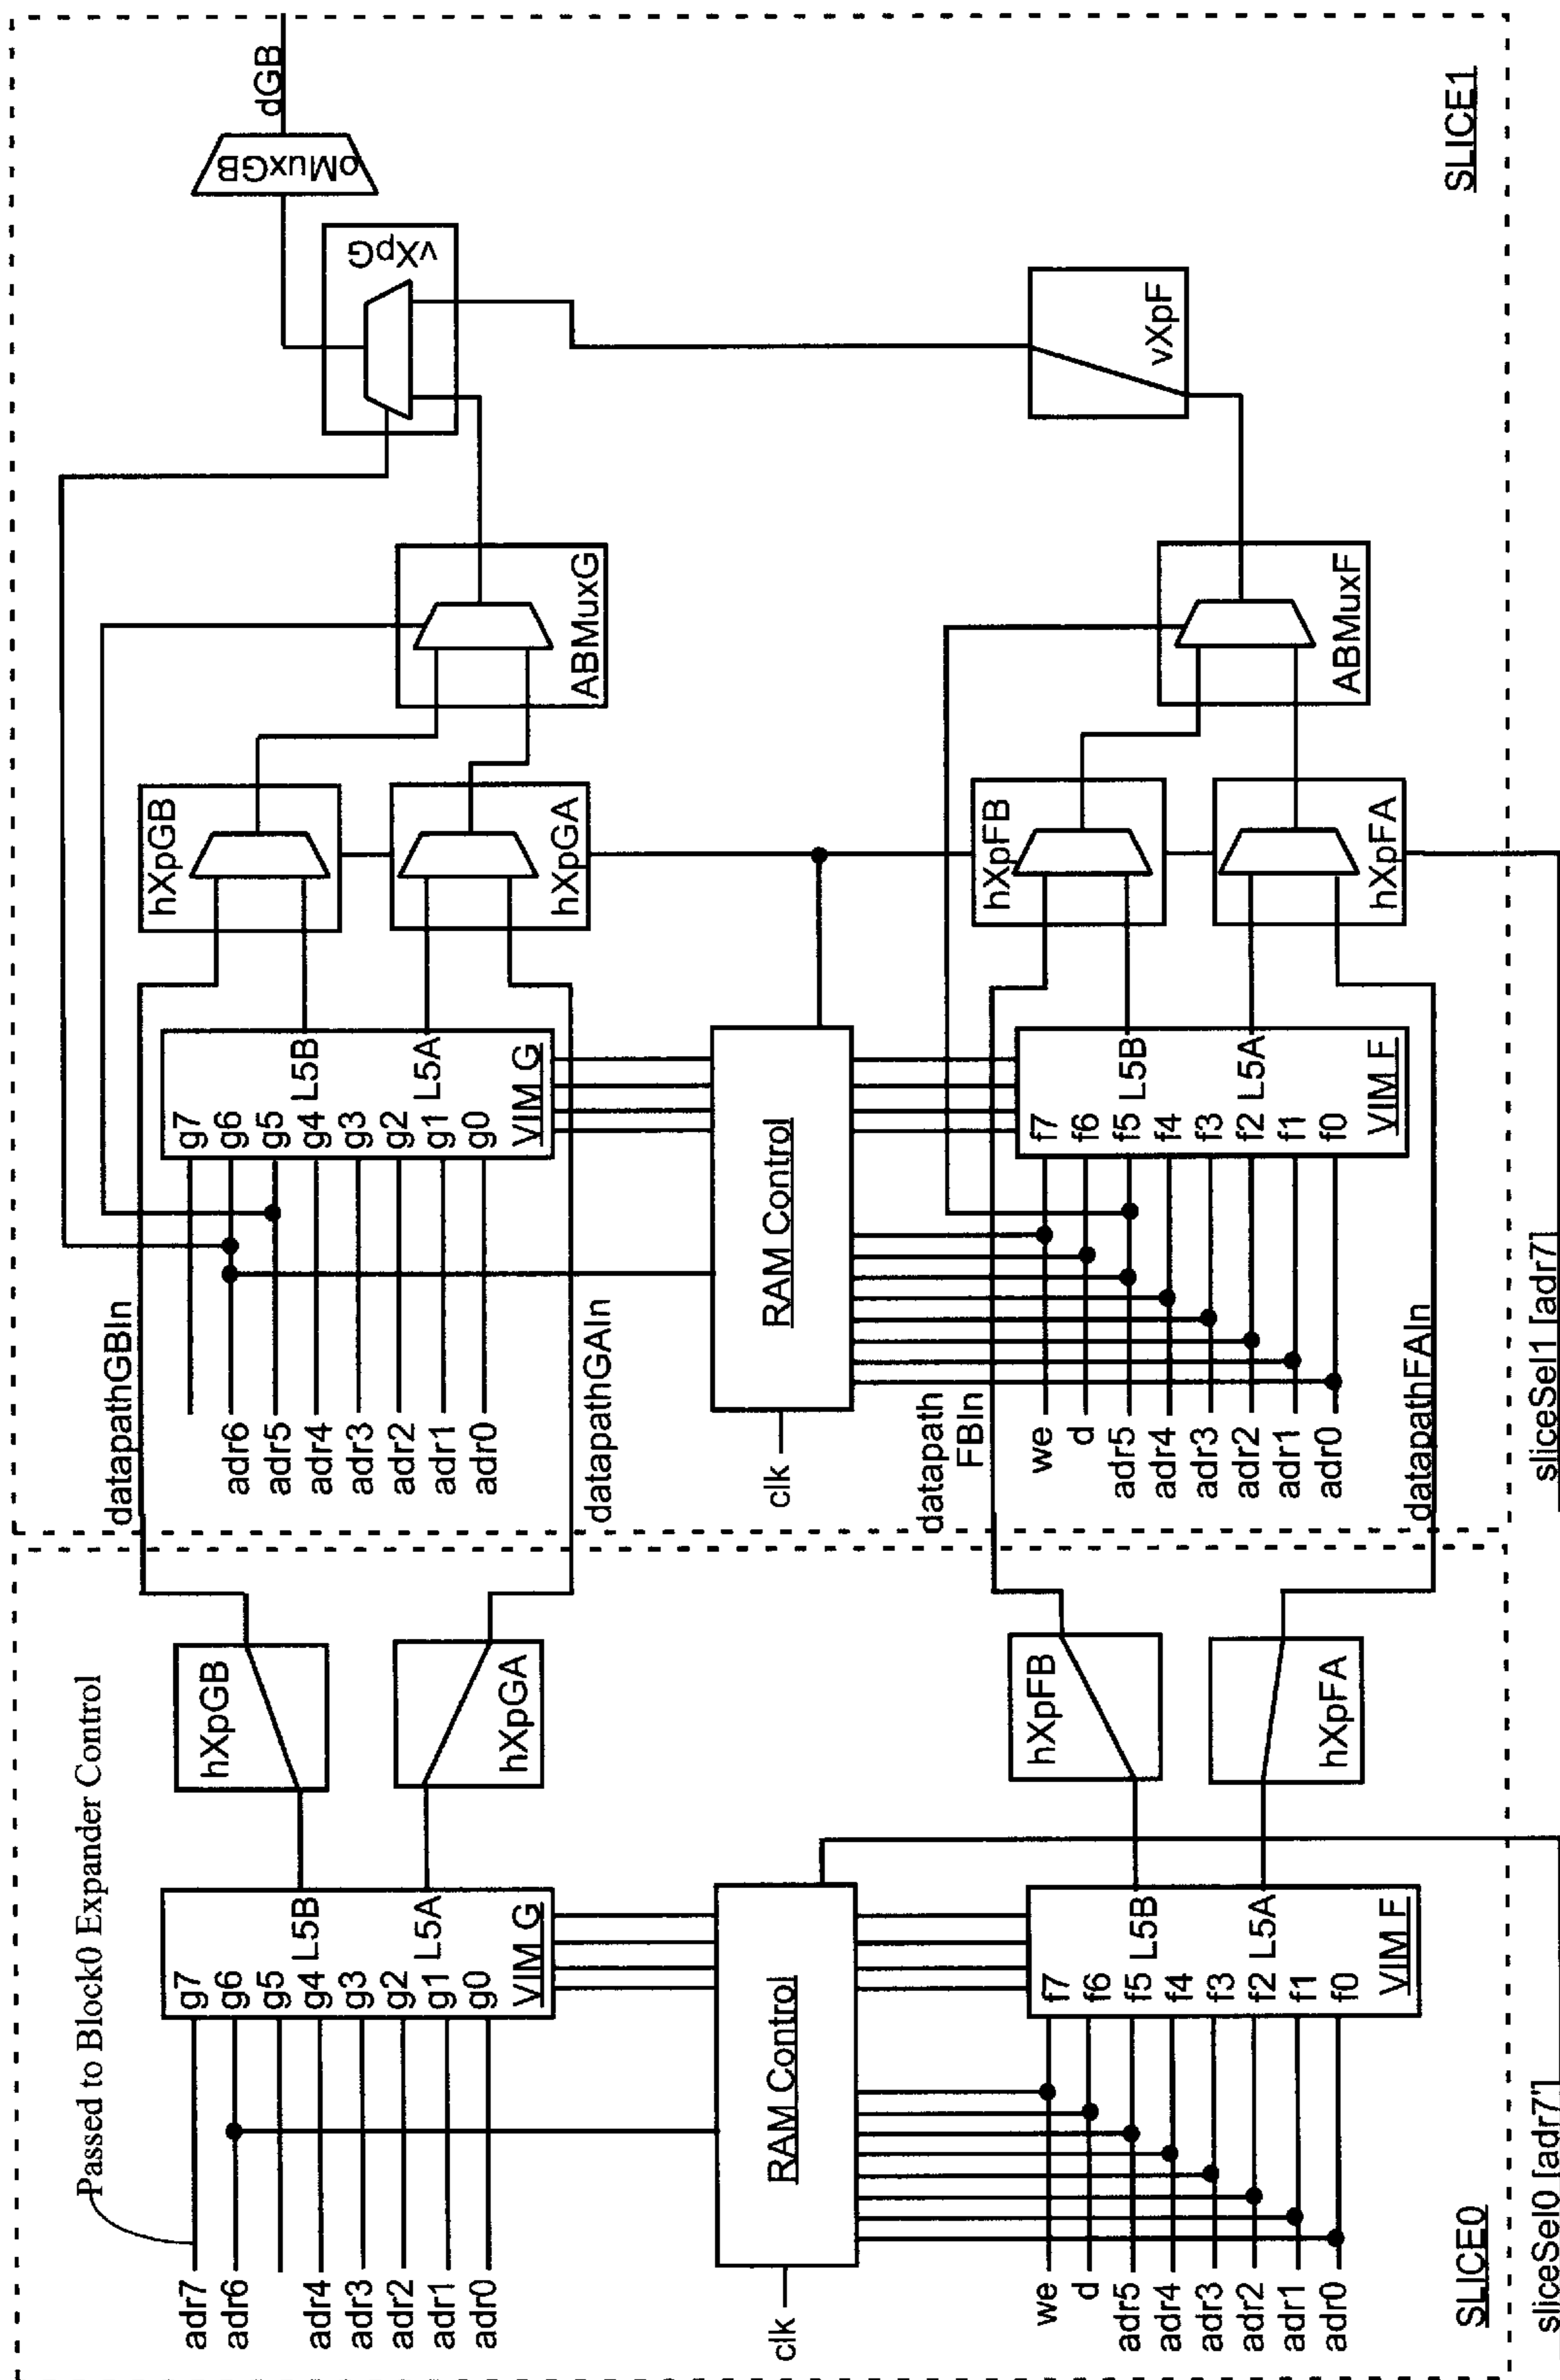 Passed to Block0 Expander Control
adr7
adr6
adr4
adr3
adr2
adr1
adr0
g7
g6
g5
g4
g3
g2
g1
g0
L5B
L5A
VIM G
hXpGB
hXpGA
clk
RAM Control
we
d
adr5
adr4
adr3
adr2
adr1
adr0
f7
f6
f5
f4
f3
f2
f1
f0
L5B
L5A
VIM F
hXpFB
hXpFA
SLICE0
sliceSel0 [adr7']
datapathGBIn
adr6
adr5
adr4
adr3
adr2
adr1
adr0
datapathGAIn
g7
g6
g5
g4
g3
g2
g1
g0
L5B
L5A
VIM G
hXpGB
hXpGA
ABMuxG
vXpG
oMuxGB
dGB
clk
RAM Control
datapath
FBIn
we
d
adr5
adr4
adr3
adr2
adr1
adr0
datapathFAIn
f7
f6
f5
f4
f3
f2
f1
f0
L5B
L5A
VIM F
hXpFB
hXpFA
ABMuxF
vXpF
SLICE1
sliceSel1 [adr7]